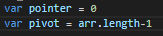 var pointer = 0
var pivot = arr.length-1